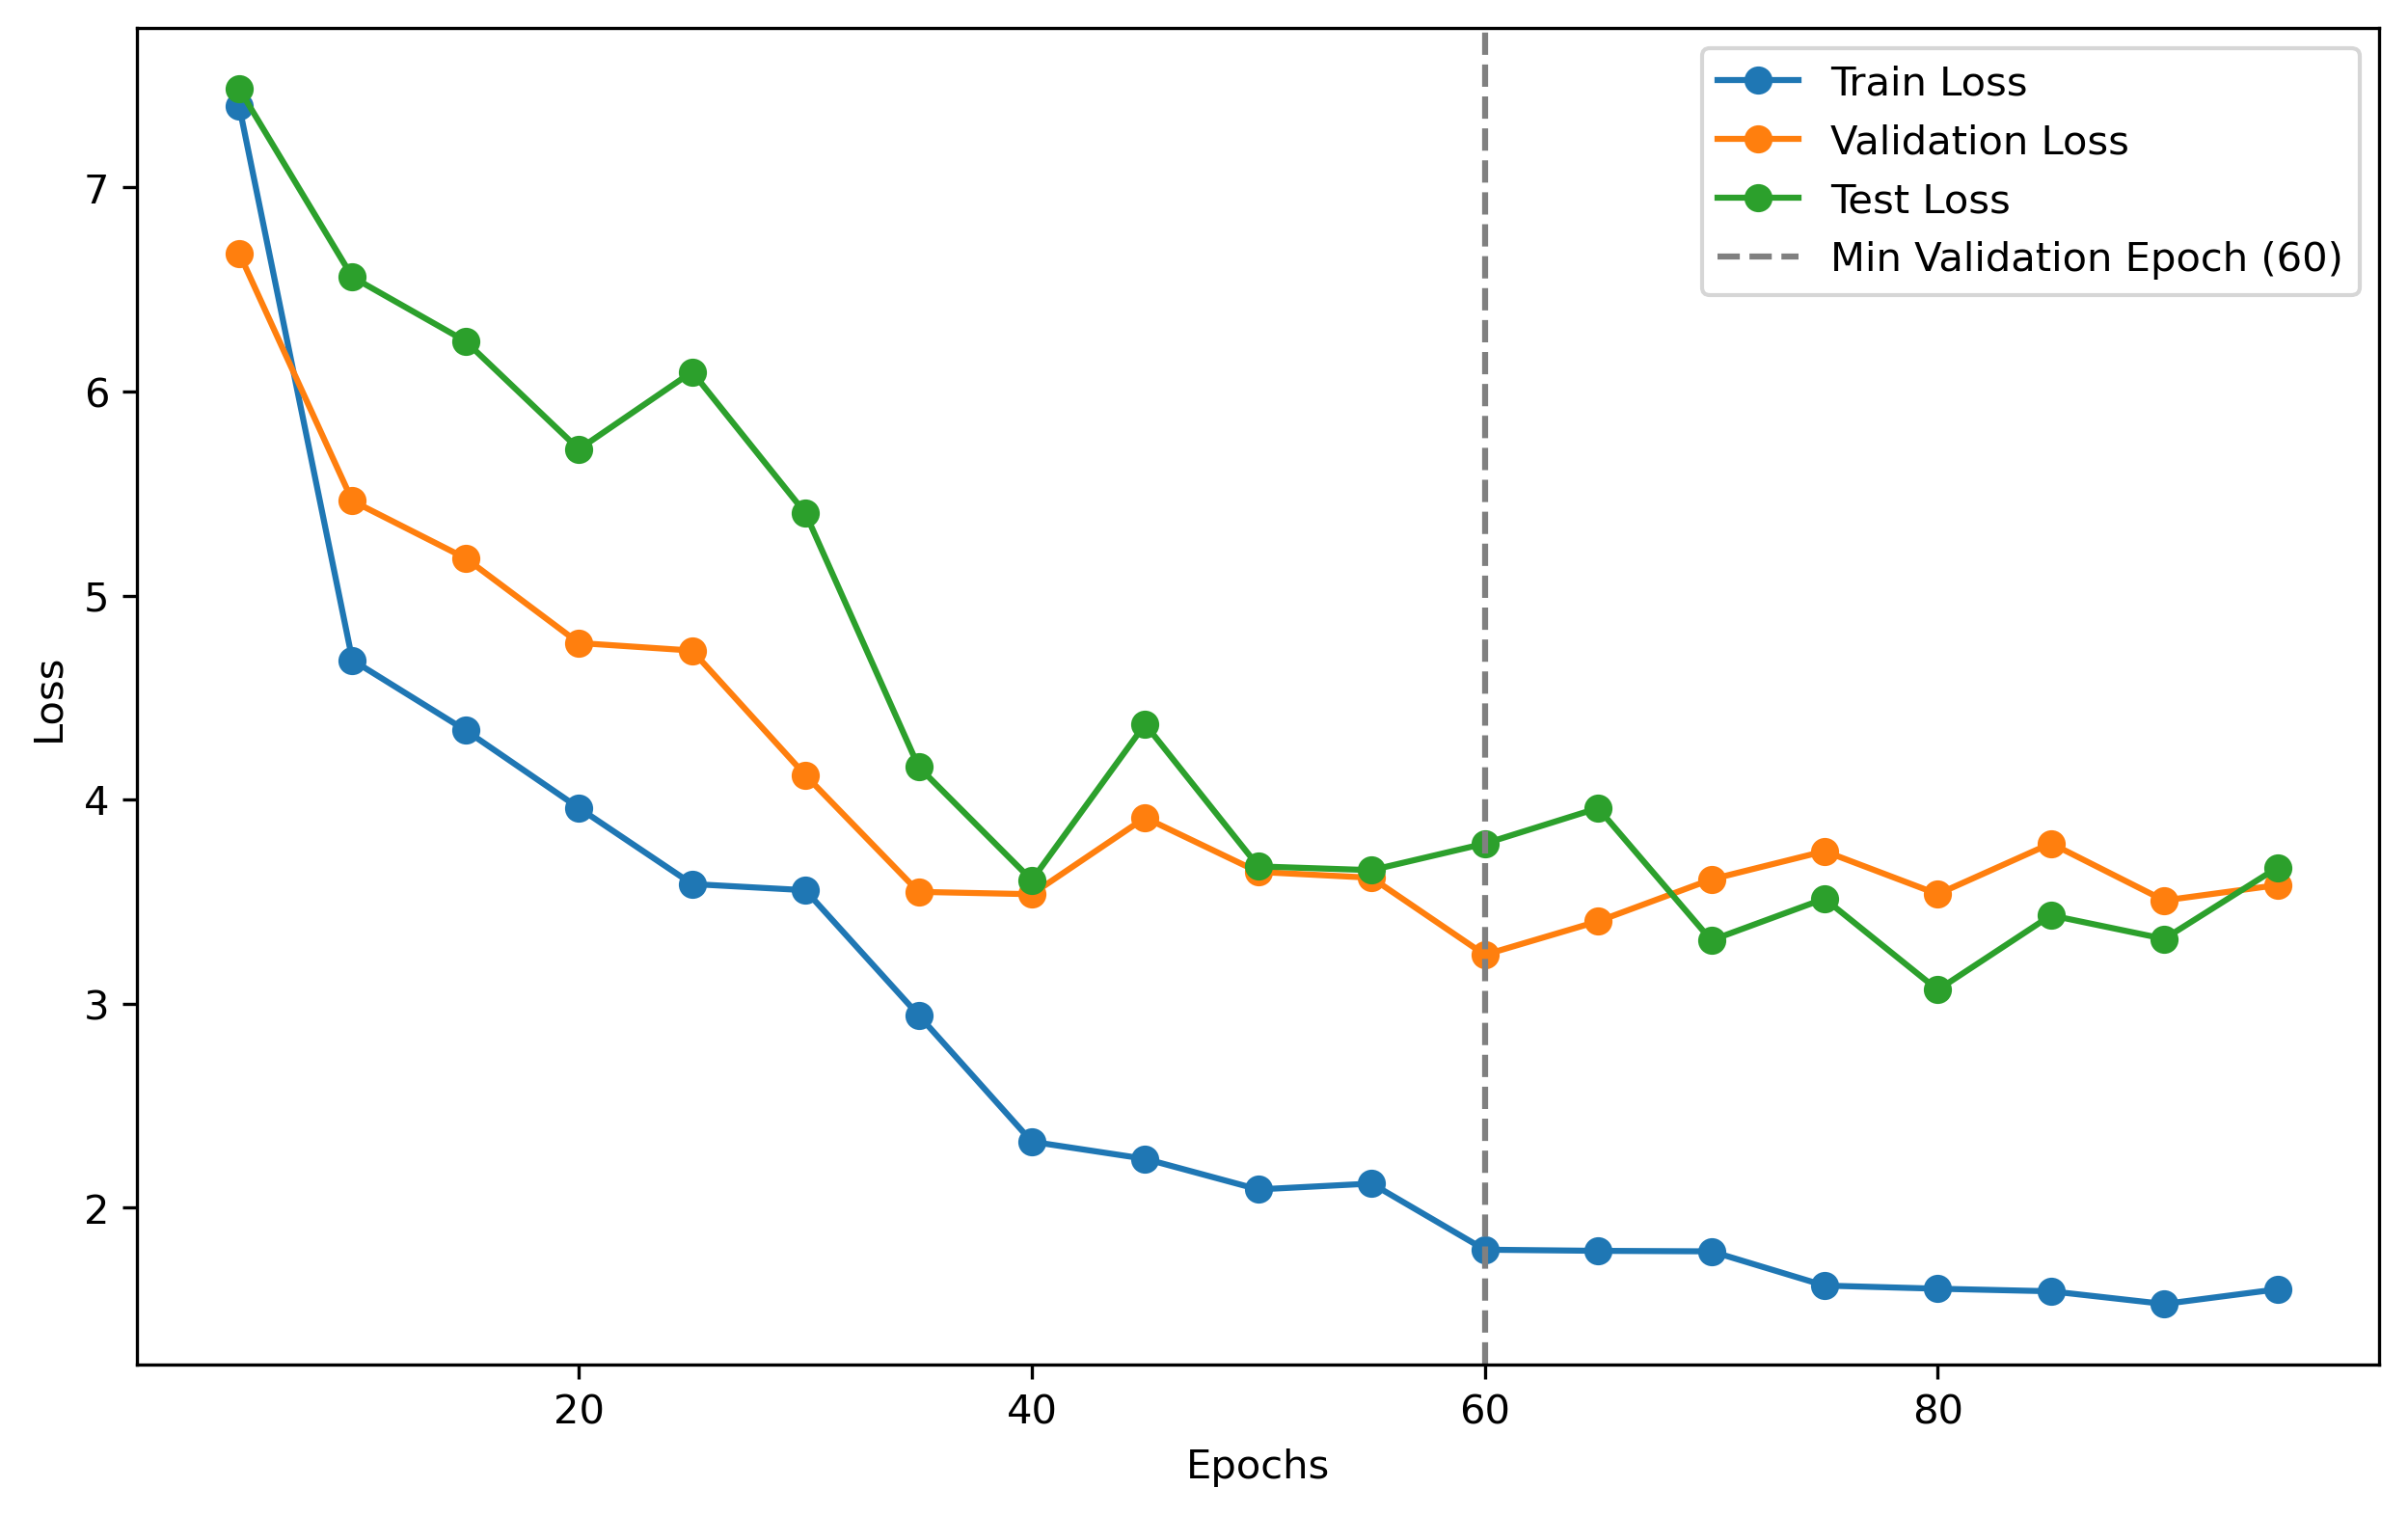 Train Loss
Validation Loss
Test Loss
Min Validation Epoch (60)
7
6
5
4
3
2
Loss
20 40 60 80
Epochs